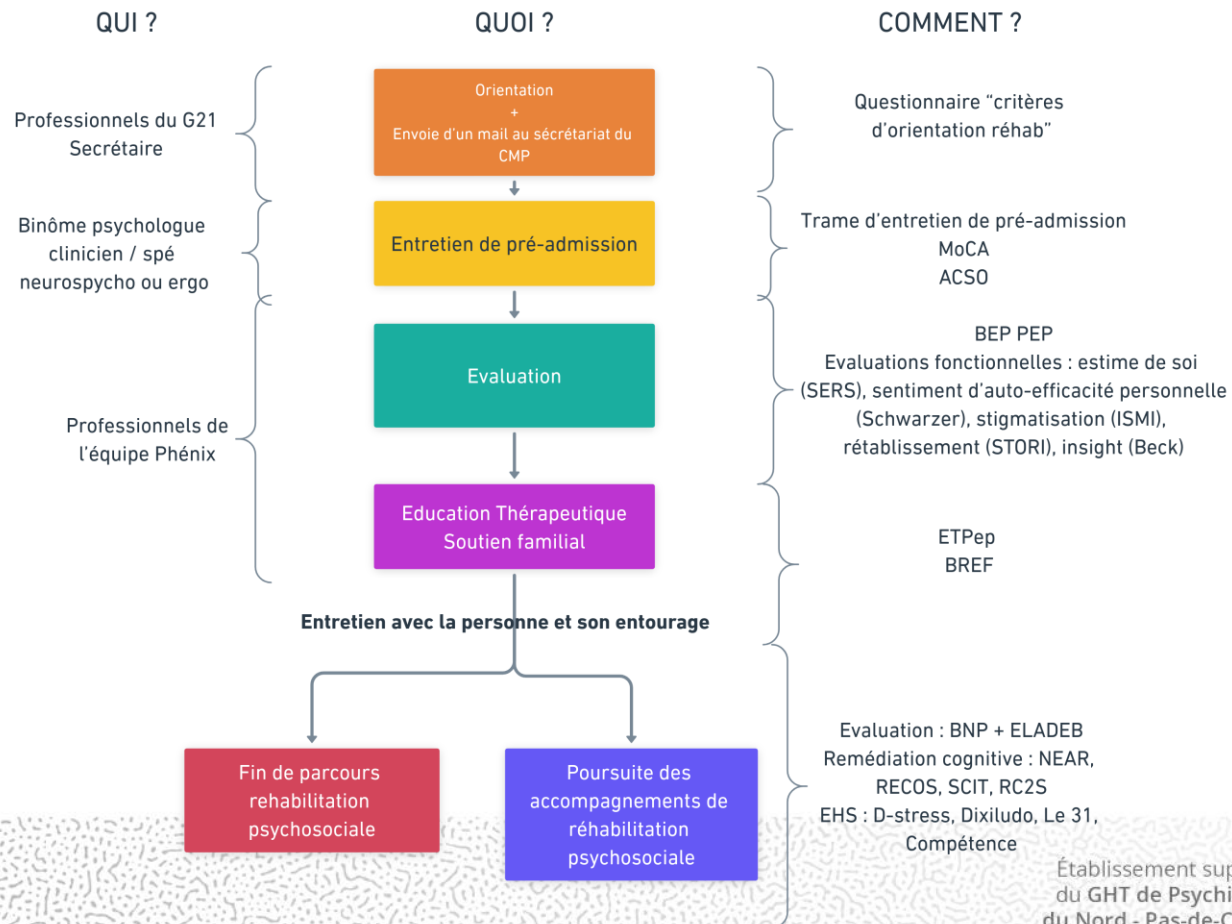 QUI ?
QUOI ?
COMMENT ?
Professionnels du G21
Secrétaire
Orientation
+
Envoie d'un mail au sécrétariat du
CMP
Questionnaire “critères
d'orientation réhab”
Binôme psychologue
clinicien / spé
neurospycho ou ergo
Entretien de pré-admission
Trame d'entretien de pré-admission
MoCA
ACSO
Professionnels de
l'équipe Phénix
Evaluation
BEP PEP
Evaluations fonctionnelles : estime de soi
(SERS), sentiment d'auto-efficacité personnelle
(Schwarzer), stigmatisation (ISMI),
rétablissement (STORI), insight (Beck)
Education Thérapeutique
Soutien familial
ETPep
BREF
Entretien avec la personne et son entourage
Fin de parcours
rehabilitation
psychosociale
Poursuite des
accompagnements de
réhabilitation
psychosociale
Evaluation : BNP + ELADEB
Remédiation cognitive : NEAR,
RECOS, SCIT, RC2S
EHS : D-stress, Dixiludo, Le 31,
Compétence
Établissement sup
du GHT de Psychi
du Nord - Pas-de-C